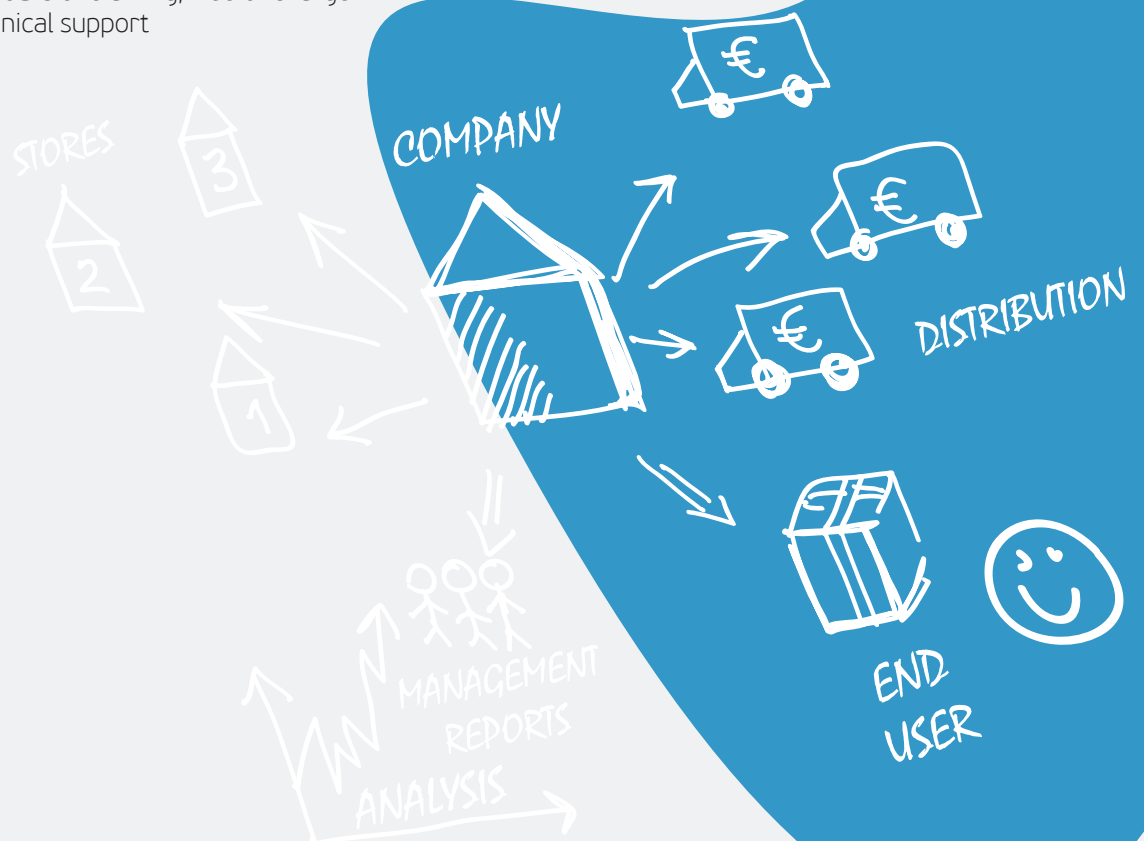 nical support
COMPANY
€
STORES
3
€
2
DISTRIBUTION
€
1
END
USER
MANAGEMENT
REPORTS
ANALYSIS